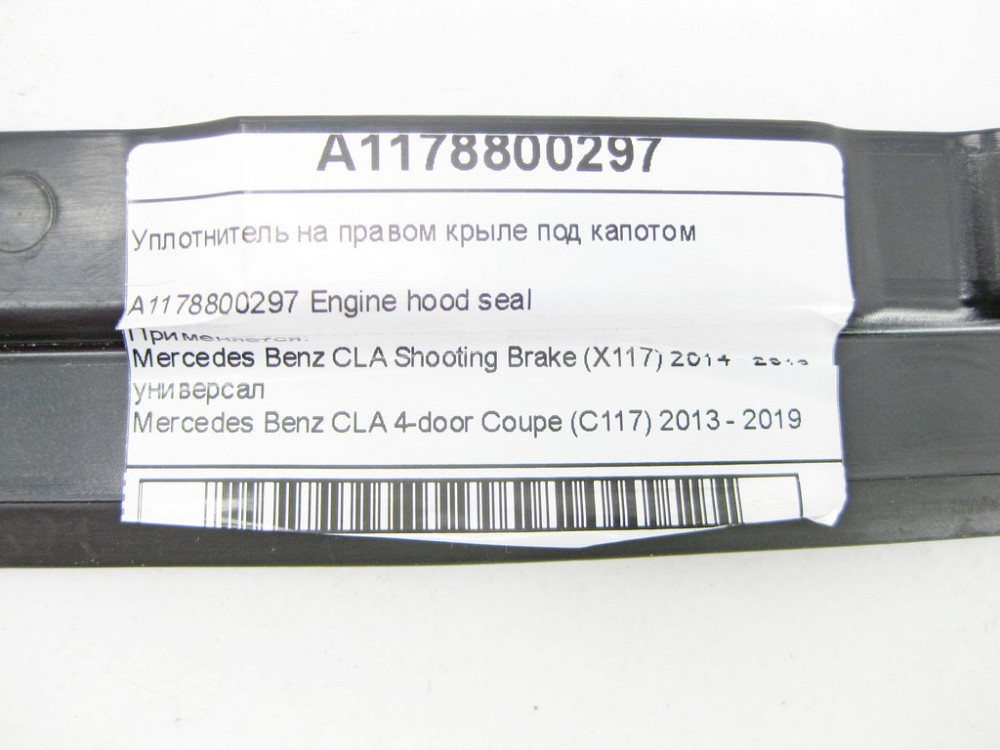 A1178800297
Уплотнитель на правом крыле под капотом
A1178800297 Engine hood seal
Применяется:
Mercedes Benz CLA Shooting Brake (X117) 2014
универсал
Mercedes Benz CLA 4-door Coupe (C117) 2013 - 2019